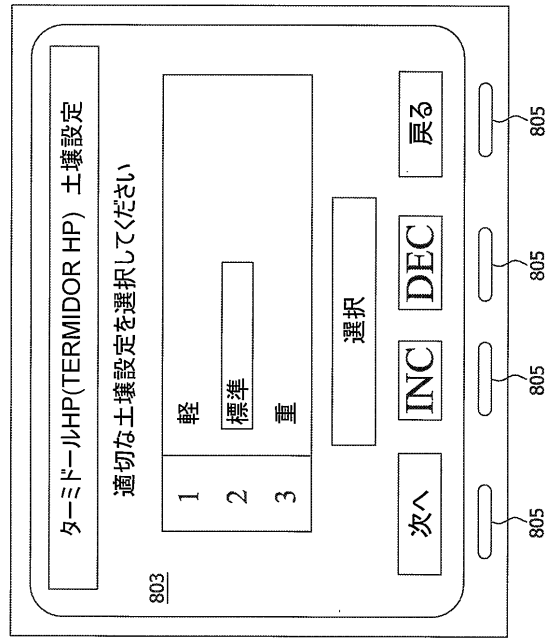 ターミドールHP(TERMIDOR HP) 土壌設定
適切な土壌設定を選択してください
1 軽
2 標準
3 重
選択
次へ INC DEC 戻る
803
805 805 805 805